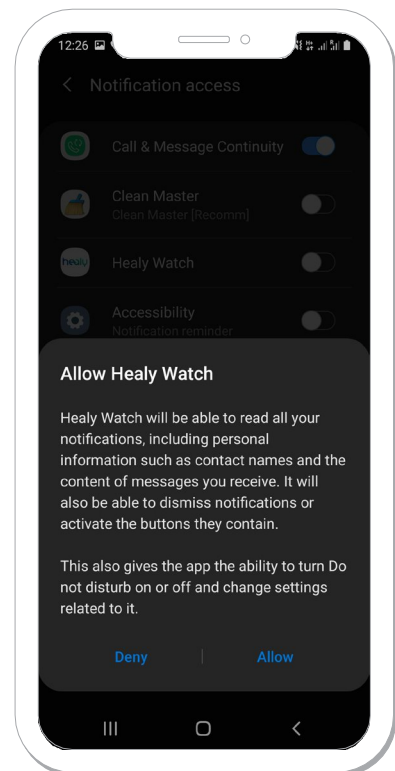 12:26
Notification access
Call & Message Continuity
Clean Master
Clean Master [Recomm]
healy
Healy Watch
Accessibility
Notification reminder
Allow Healy Watch
Healy Watch will be able to read all your
notifications, including personal
information such as contact names and the
content of messages you receive. It will
also be able to dismiss notifications or
activate the buttons they contain.
This also gives the app the ability to turn Do
not disturb on or off and change settings
related to it.
Deny
Allow